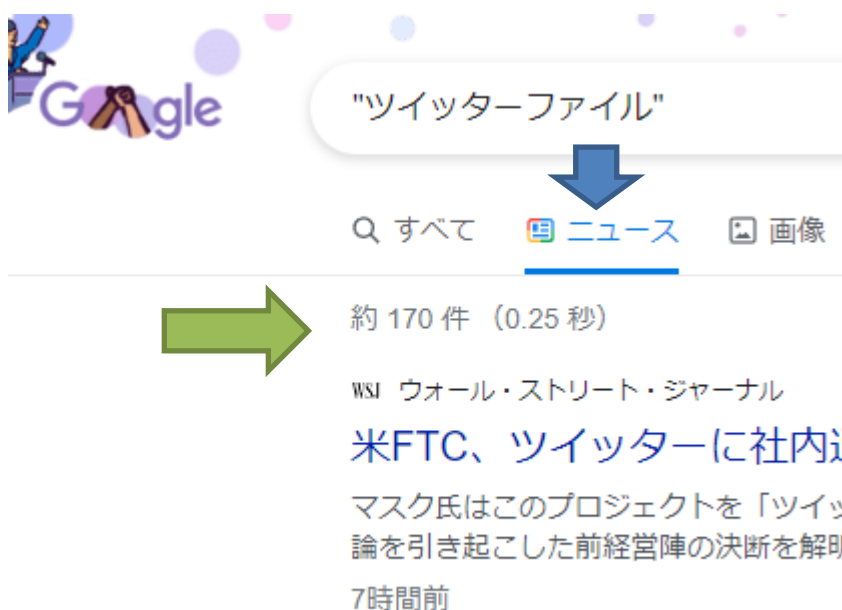 Google
"ツイッターファイル"
すべて ニュース 画像
約 170 件 （0.25 秒）
WSJ ウォール・ストリート・ジャーナル
米FTC、ツイッターに社内
マスク氏はこのプロジェクトを「ツイッ
論を引き起こした前経営陣の決断を解明
7時間前